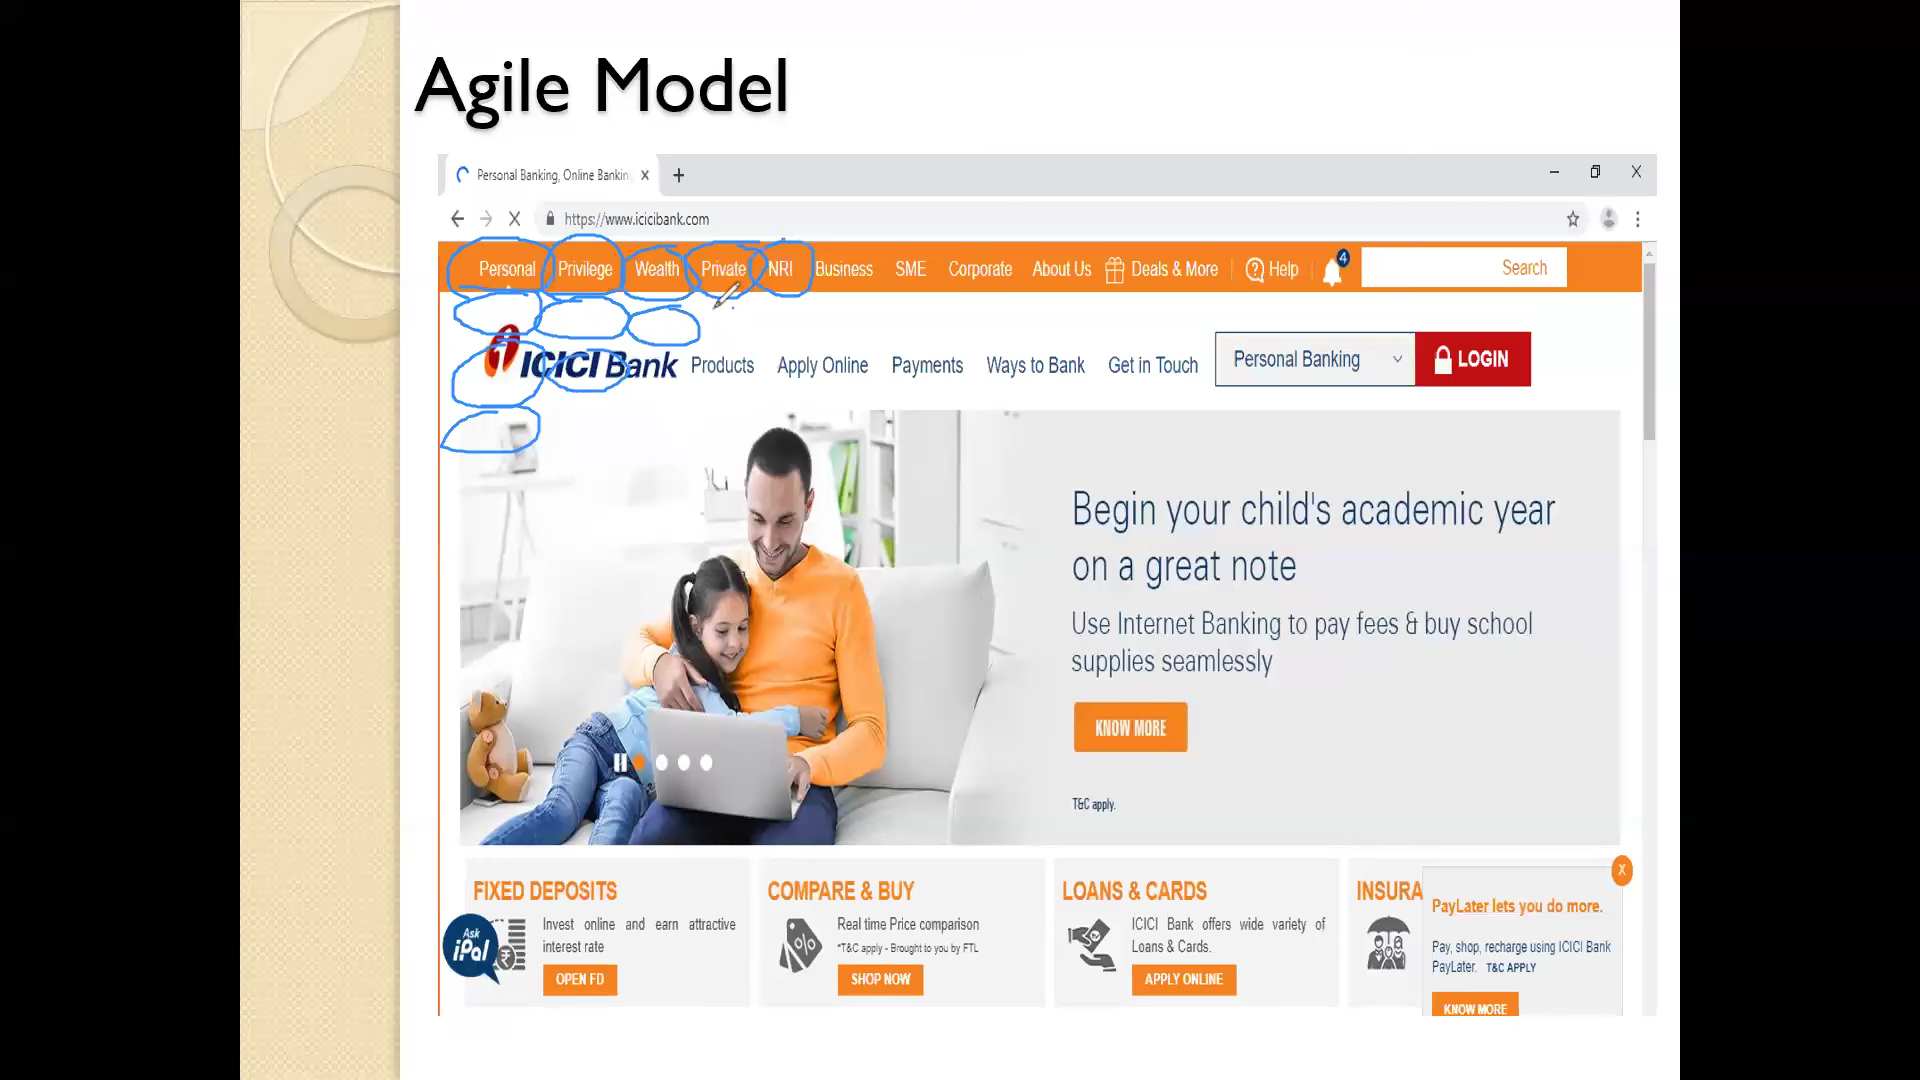 Agile Model
Personal Banking, Online Bankin
https://www.icicibank.com
Personal Privilege Wealth Private NRI Business SME Corporate About Us Deals & More Help 4 Search
ICICI Bank Products Apply Online Payments Ways to Bank Get in Touch Personal Banking LOGIN
Begin your child's academic year
on a great note
Use Internet Banking to pay fees & buy school
supplies seamlessly
KNOW MORE
T&C apply.
FIXED DEPOSITS
Invest online and earn attractive
interest rate
OPEN FD
Ask
iPal
COMPARE & BUY
Real time Price comparison
*T&C apply - Brought to you by FTL
SHOP NOW
LOANS & CARDS
ICICI Bank offers wide variety of
Loans & Cards.
APPLY ONLINE
INSURA
X
PayLater lets you do more.
Pay, shop, recharge using ICICI Bank
PayLater. T&C APPLY
KNOW MORE